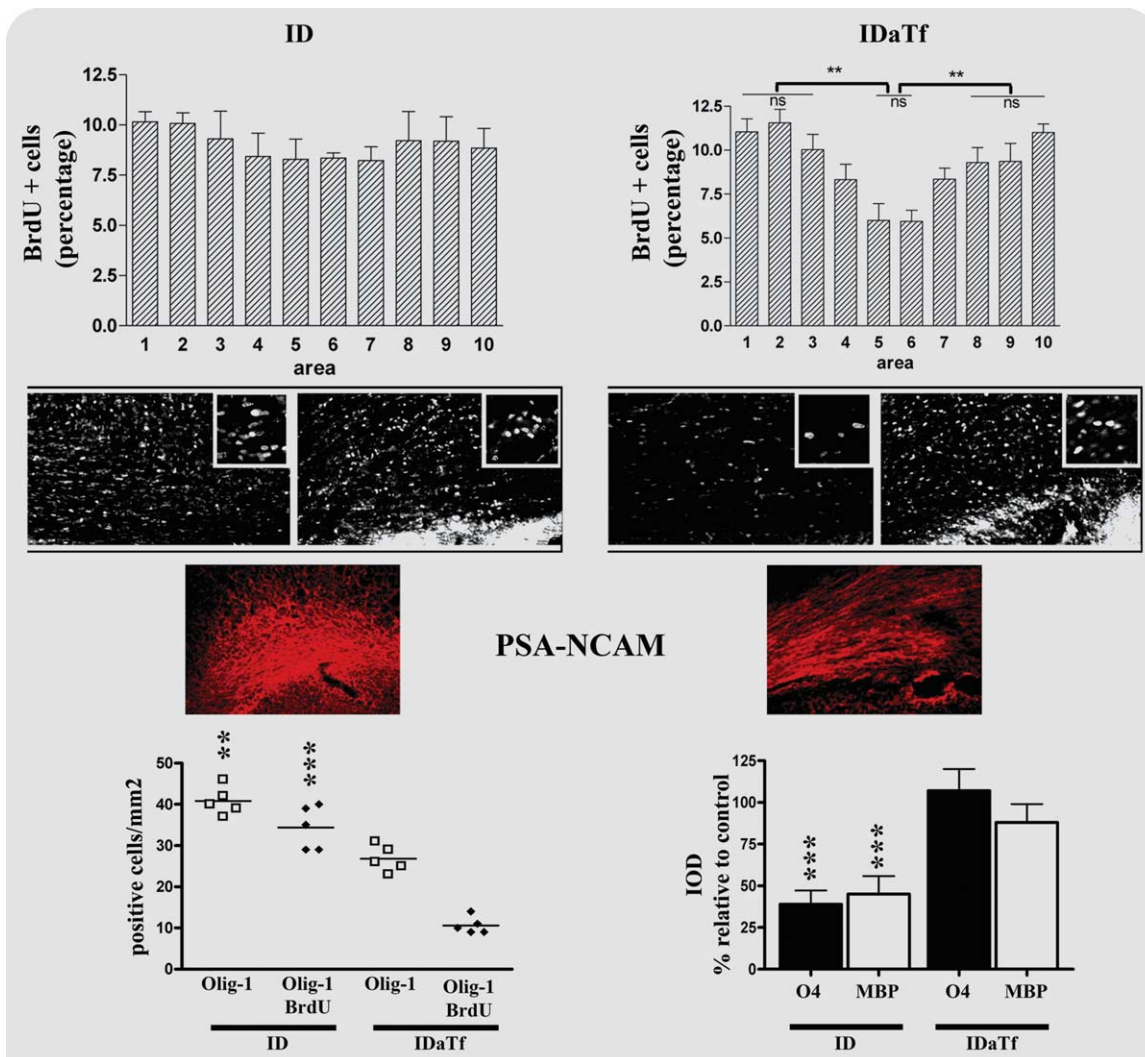 ID
IDaTf
BrdU + cells
(percentage)
12.5
10.0
7.5
5.0
2.5
0.0
1 2 3 4 5 6 7 8 9 10
area
BrdU + cells
(percentage)
** **
ns ns ns
12.5
10.0
7.5
5.0
2.5
0.0
1 2 3 4 5 6 7 8 9 10
area
PSA-NCAM
positive cells/mm2
50
40
30
20
10
0
**
***
Olig-1 Olig-1 Olig-1 Olig-1
BrdU BrdU
ID IDaTf
IOD
% relative to control
125
100
75
50
25
0
*** ***
O4 MBP O4 MBP
ID IDaTf